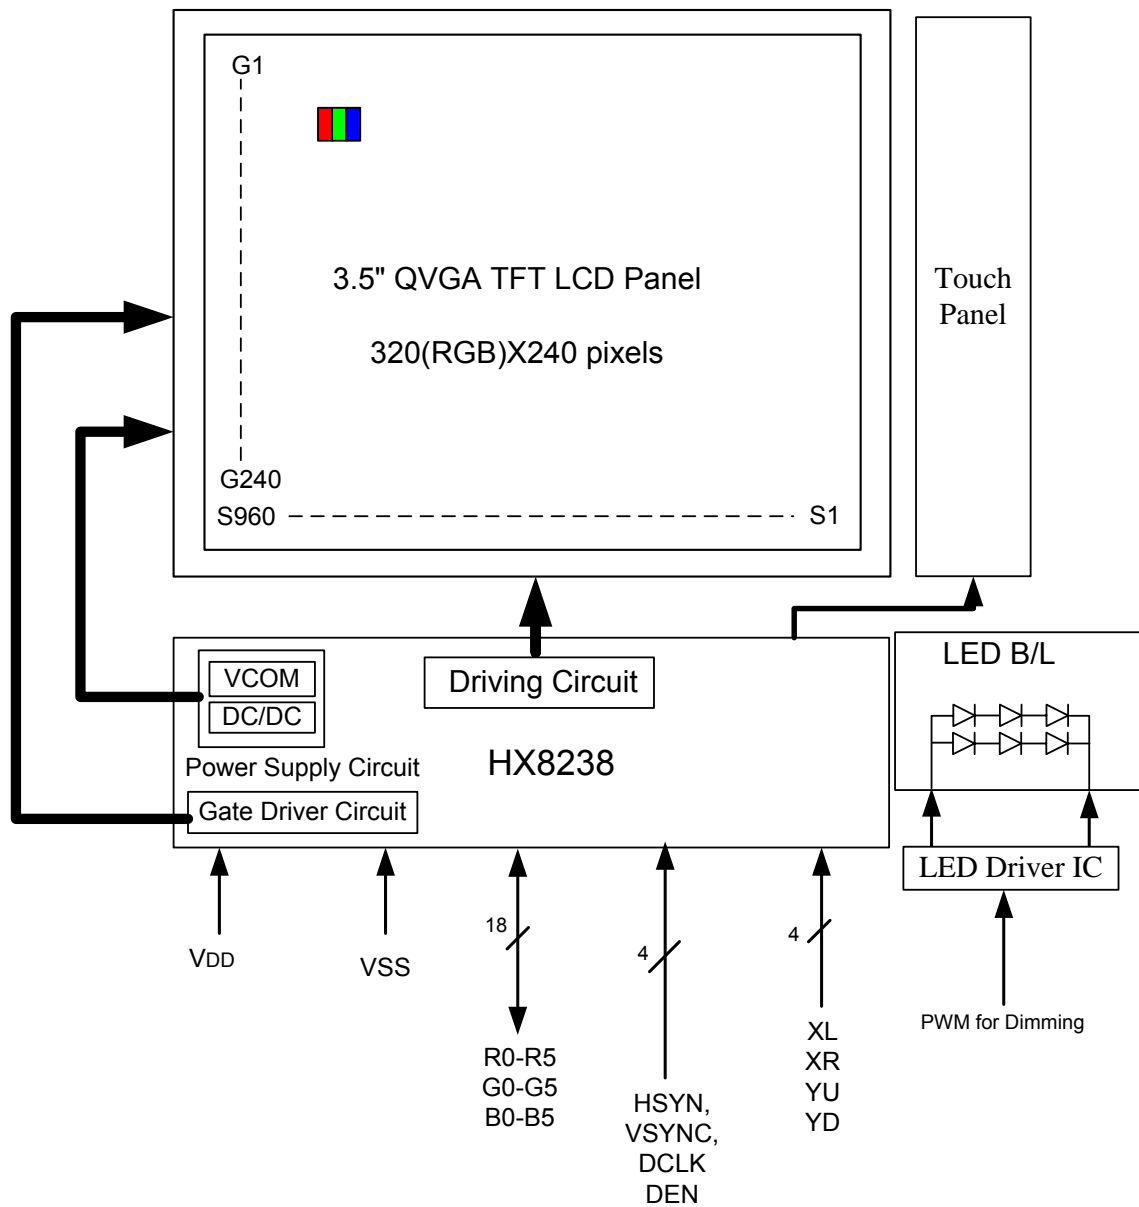 G1
3.5" QVGA TFT LCD Panel
320(RGB)X240 pixels
G240
S960
S1
Touch
Panel
VCOM
DC/DC
Power Supply Circuit
Gate Driver Circuit
Driving Circuit
HX8238
LED B/L
LED Driver IC
PWM for Dimming
VDD
VSS
18
R0-R5
G0-G5
B0-B5
4
HSYN,
VSYNC,
DCLK
DEN
4
XL
XR
YU
YD